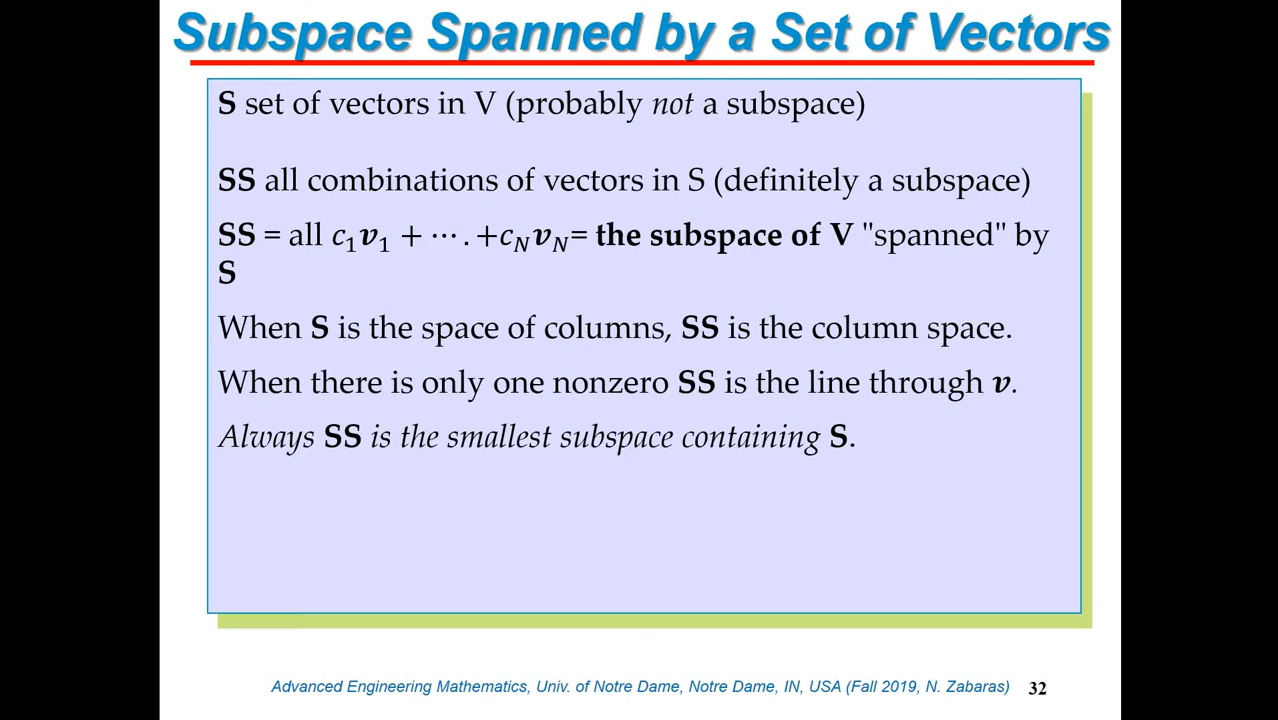 Subspace Spanned by a Set of Vectors
S set of vectors in V (probably not a subspace)
SS all combinations of vectors in S (definitely a subspace)
SS = all c₁v₁ + ⋯ . +c_N v_N= the subspace of V "spanned" by
S
When S is the space of columns, SS is the column space.
When there is only one nonzero SS is the line through v.
Always SS is the smallest subspace containing S.
Advanced Engineering Mathematics, Univ. of Notre Dame, Notre Dame, IN, USA (Fall 2019, N. Zabaras) 32